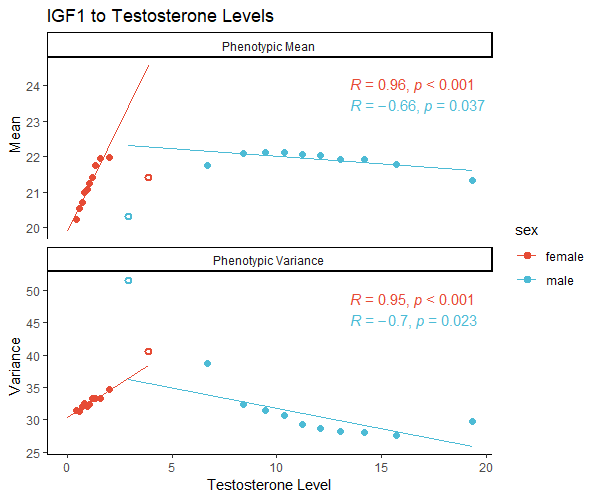 IGF1 to Testosterone Levels
Phenotypic Mean
R = 0.96, p < 0.001
R = −0.66, p = 0.037
24
23
22
21
20
Mean
Phenotypic Variance
R = 0.95, p < 0.001
R = −0.7, p = 0.023
50
45
40
35
30
25
Variance
0 5 10 15 20
Testosterone Level
sex
female
male